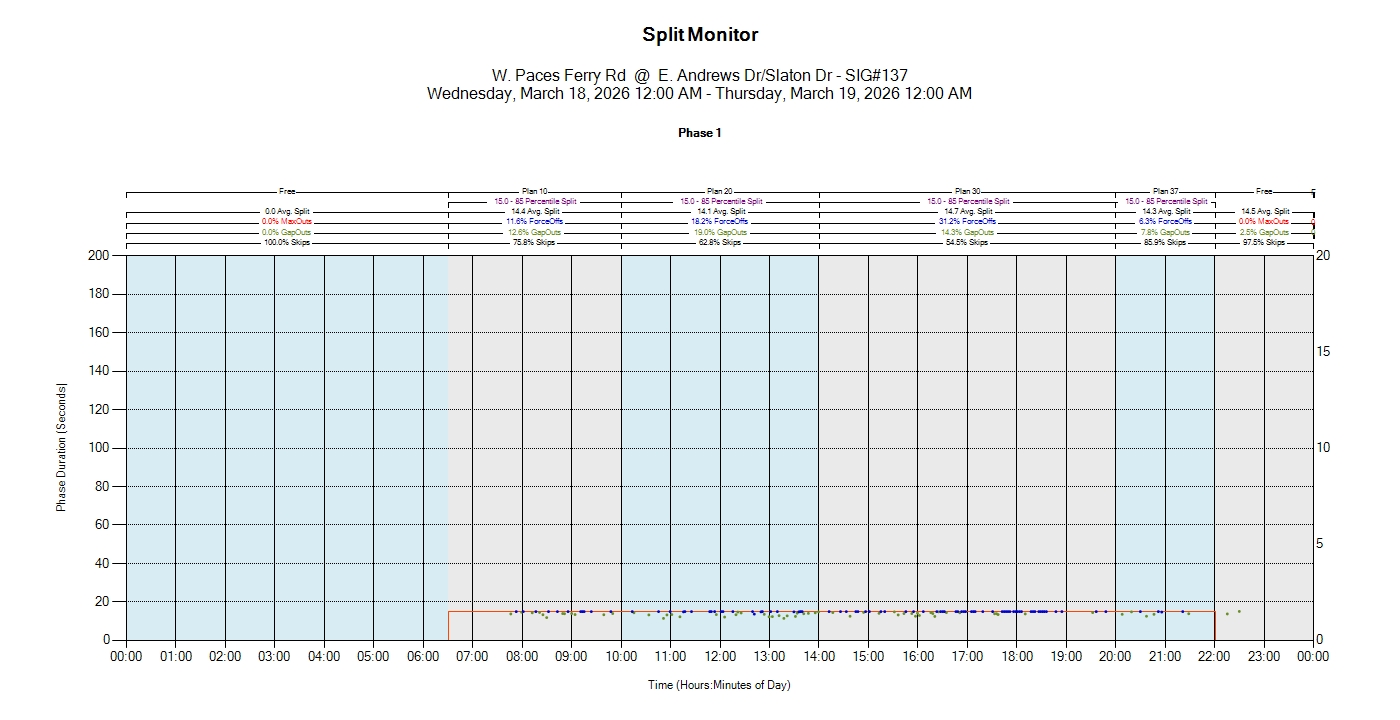 Split Monitor
W. Paces Ferry Rd @ E. Andrews Dr/Slaton Dr - SIG#137
Wednesday, March 18, 2026 12:00 AM - Thursday, March 19, 2026 12:00 AM
Phase 1
Free Plan 10 Plan 20 Plan 30 Plan 37 Free
15.0 - 85 Percentile Split 15.0 - 85 Percentile Split 15.0 - 85 Percentile Split 15.0 - 85 Percentile Split
0.0 Avg. Split 14.4 Avg. Split 14.1 Avg. Split 14.7 Avg. Split 14.3 Avg. Split 14.5 Avg. Split
0.0% MaxOuts 11.6% ForceOffs 18.2% ForceOffs 31.2% ForceOffs 6.3% ForceOffs 0.0% MaxOuts
0.0% GapOuts 12.6% GapOuts 19.0% GapOuts 14.3% GapOuts 7.8% GapOuts 2.5% GapOuts
100.0% Skips 75.8% Skips 62.8% Skips 54.5% Skips 85.9% Skips 97.5% Skips
200 20
180
160
15
140
120
100 10
80
60
5
40
20
0 0
Phase Duration (Seconds)
00:00 01:00 02:00 03:00 04:00 05:00 06:00 07:00 08:00 09:00 10:00 11:00 12:00 13:00 14:00 15:00 16:00 17:00 18:00 19:00 20:00 21:00 22:00 23:00 00:00
Time (Hours:Minutes of Day)